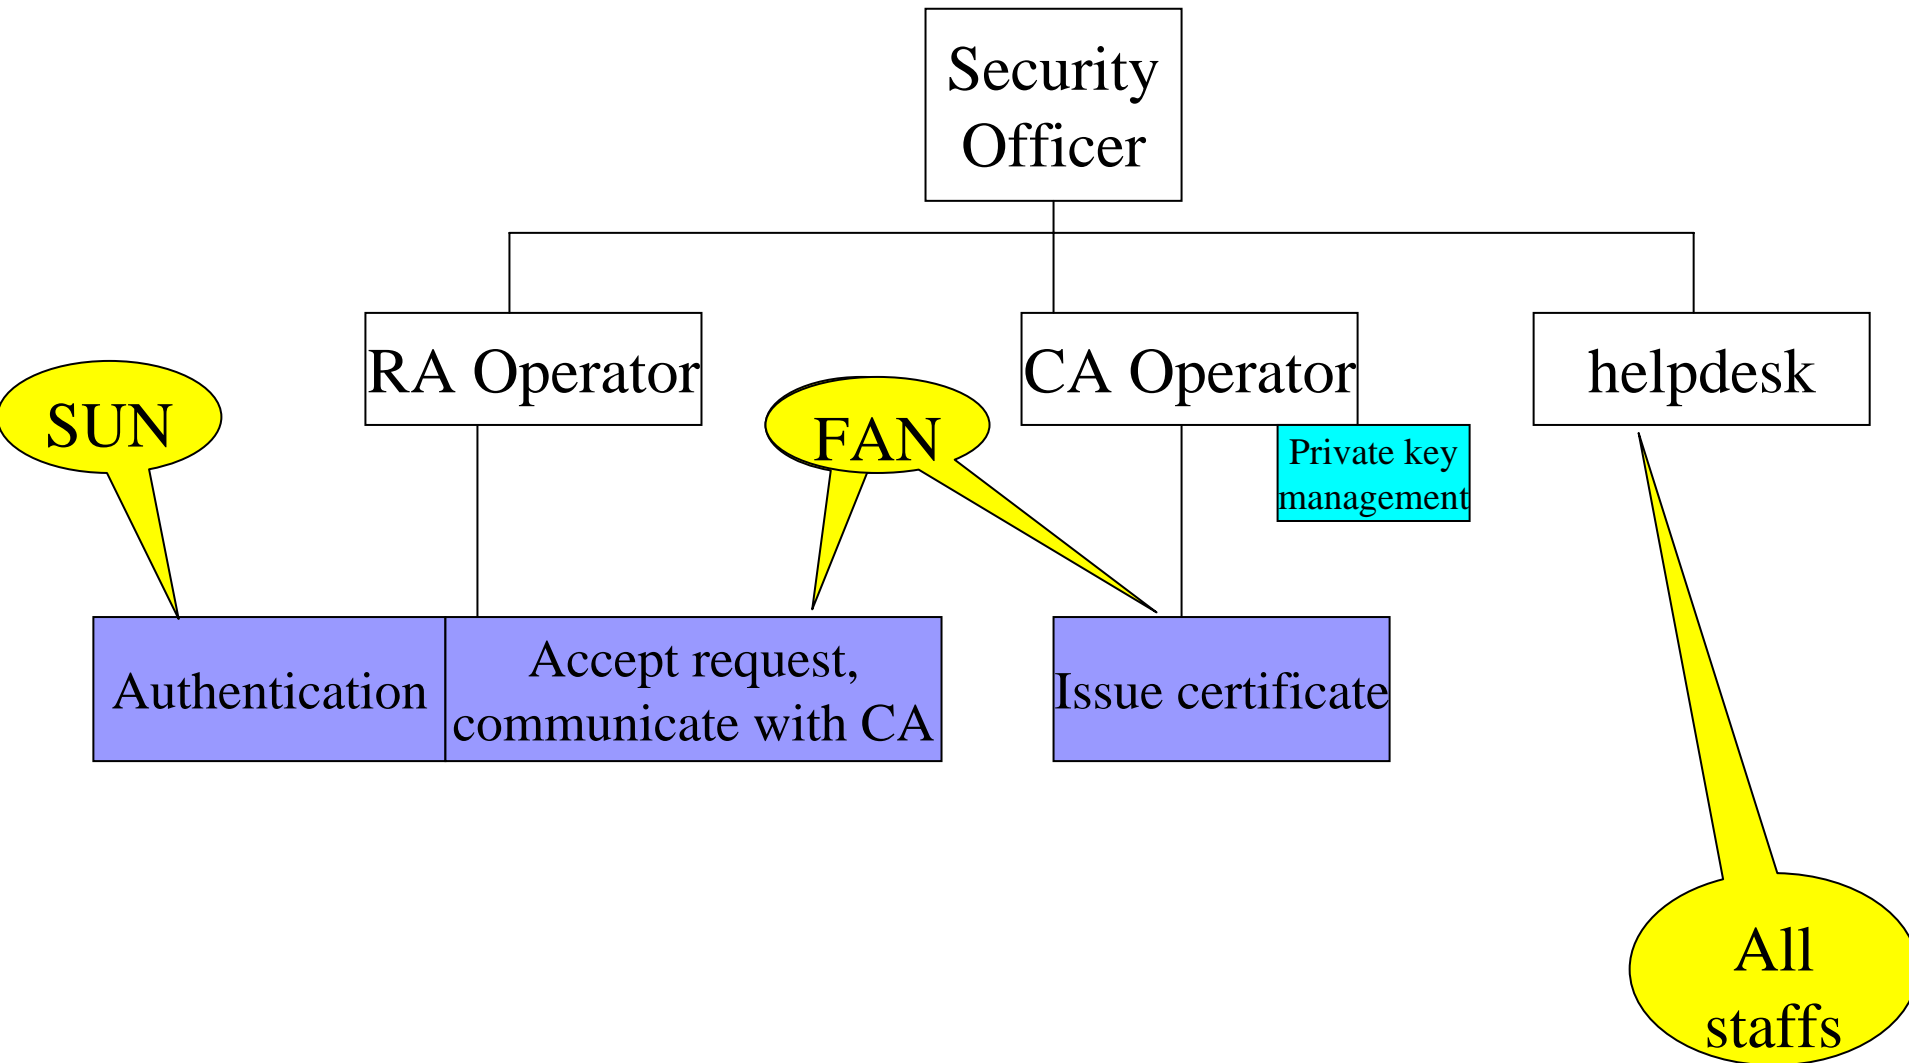 Security
Officer
RA Operator
CA Operator
helpdesk
SUN
FAN
Private key
management
Authentication
Accept request,
communicate with CA
Issue certificate
All
staffs